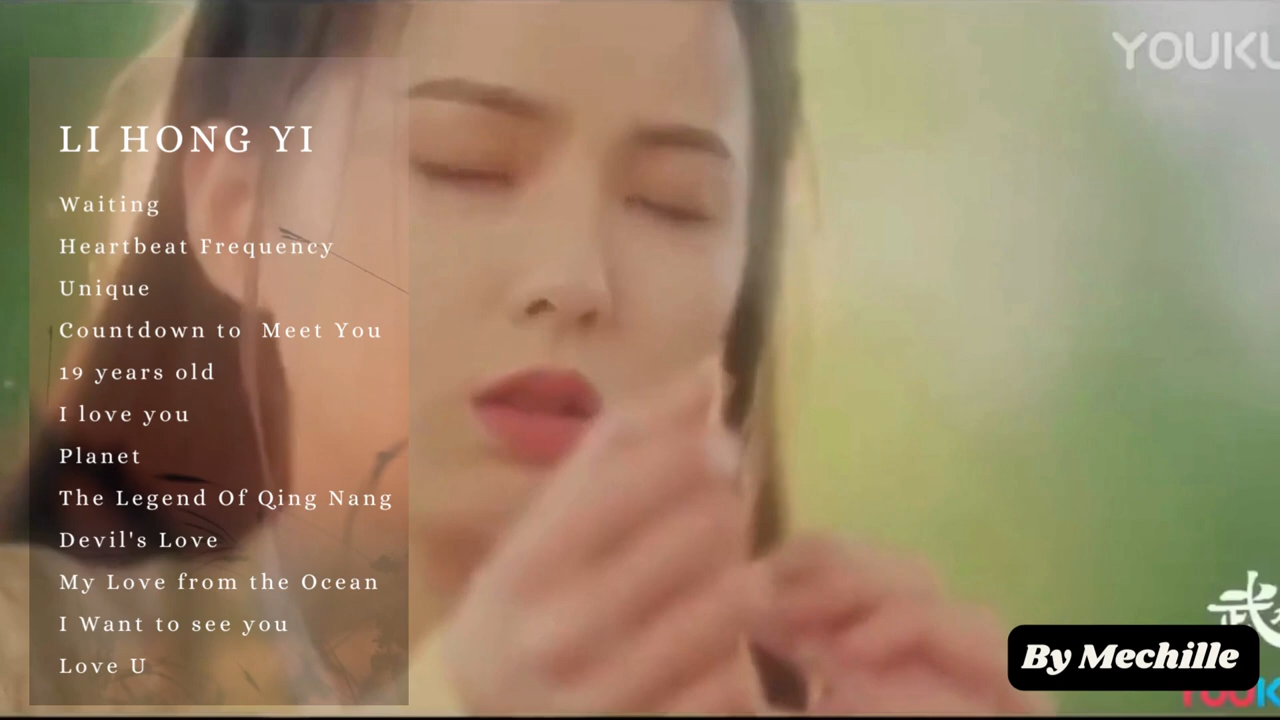 YOUKU
LI HONG YI
Waiting
Heartbeat Frequency
Unique
Countdown to  Meet You
19 years old
I love you
Planet
The Legend Of Qing Nang
Devil's Love
My Love from the Ocean
I Want to see you
Love U
武
By Mechille